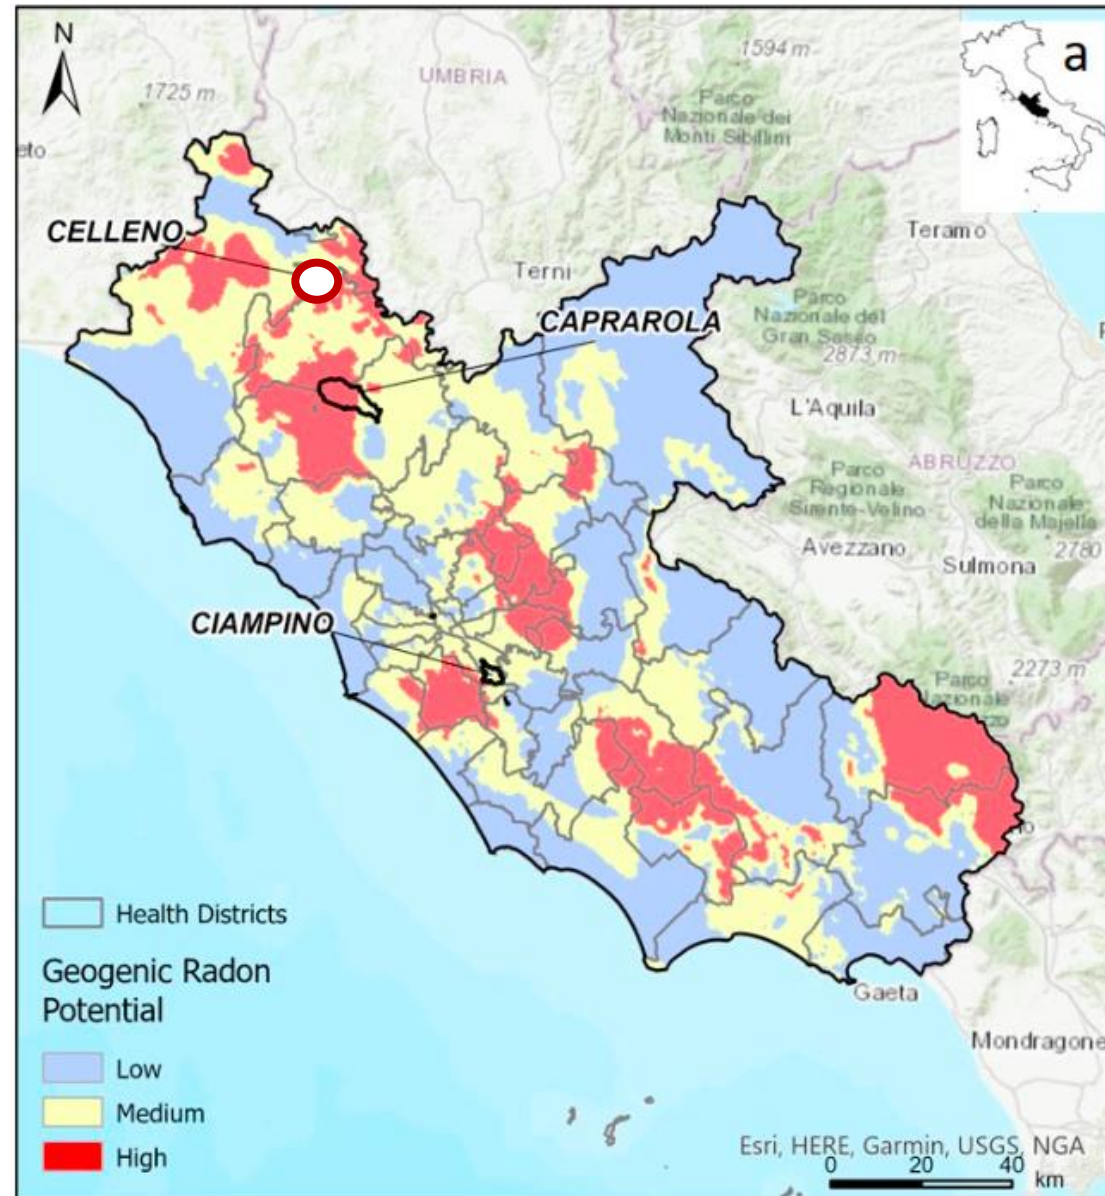 N
a
1594 m
UMBRIA
1725 m
Parco
Nazionale dei
Monti Sibillini
eto
CELLENO
Teramo
Terni
CAPRAROLA
Parco
Nazionale del
Gran Sasso
2873 m
L'Aquila
ABRUZZO
Parco
Regionale
Sirente-Velino
Parco
Nazionale
della Majella
Avezzano
2780
Sulmona
CIAMPINO
2273 m
Parco
Health Districts
Geogenic Radon
Potential
Gaeta
Mondragone
Low
Medium
High
Esri, HERE, Garmin, USGS, NGA
0 20 40
km